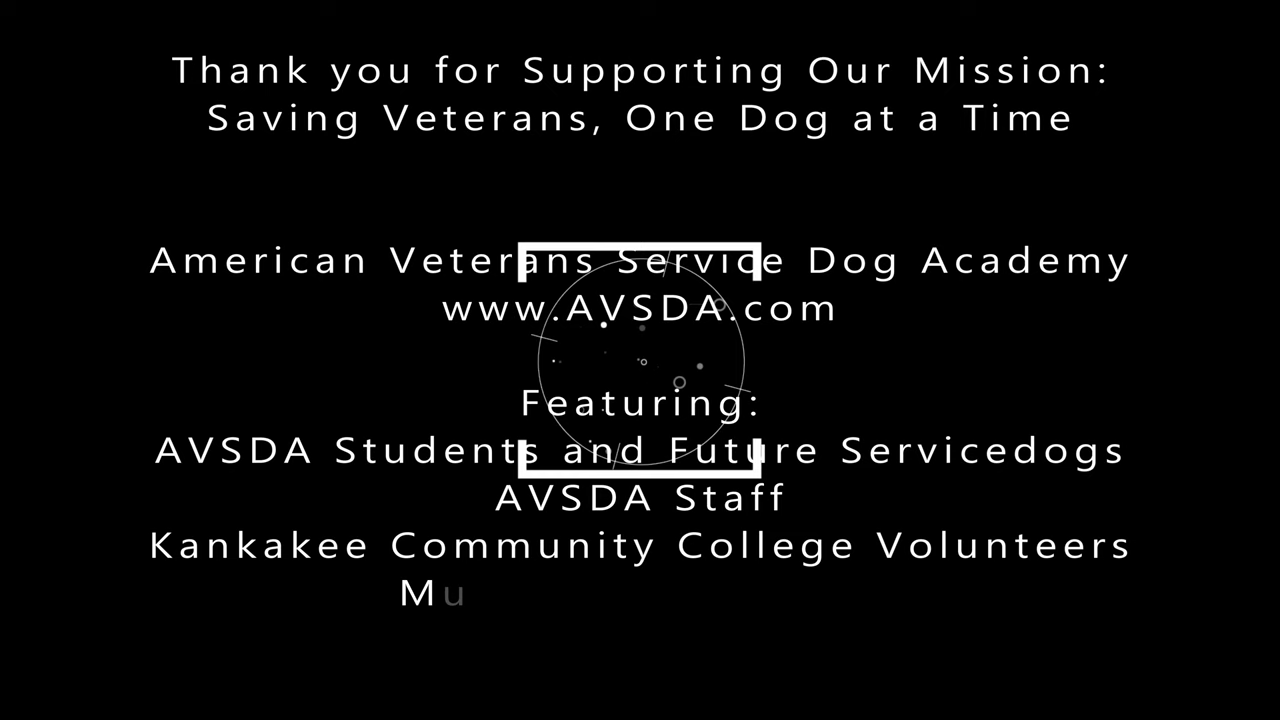 Thank you for Supporting Our Mission:
Saving Veterans, One Dog at a Time
American Veterans Service Dog Academy
www.AVSDA.com
Featuring:
AVSDA Students and Future Servicedogs
AVSDA Staff
Kankakee Community College Volunteers
Mu